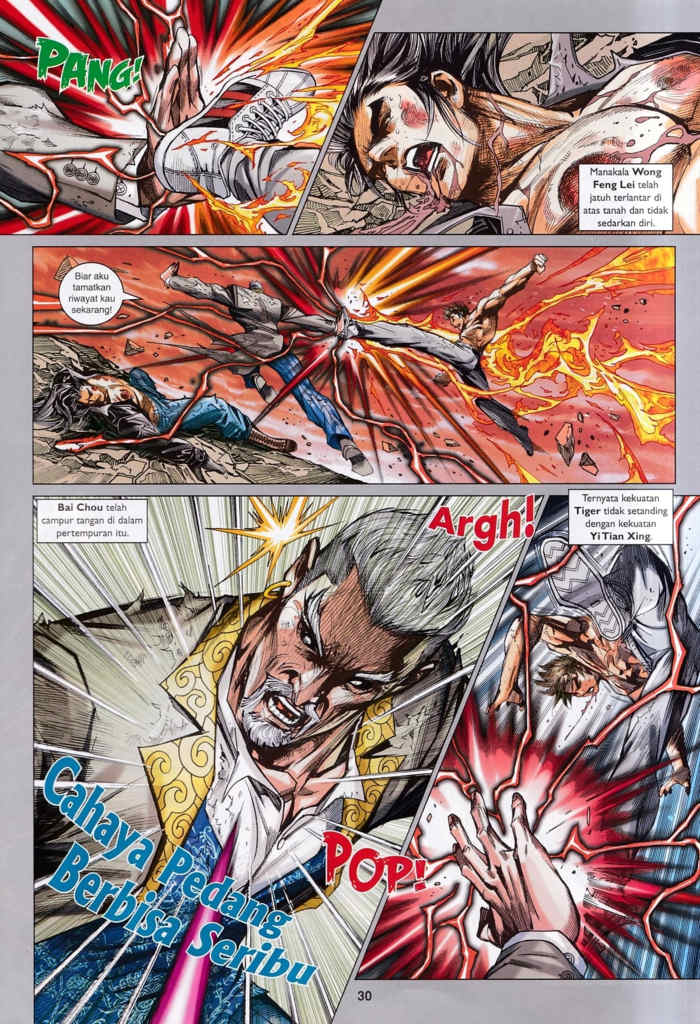 PANG!
Manakala Wong
Feng Lei telah
jatuh terlantar di
atas tanah dan tidak
sedarkan diri.
Biar aku
tamatkan
riwayat kau
sekarang!
Bai Chou telah
campur tangan di dalam
pertempuran itu.
Argh!
Ternyata kekuatan
Tiger tidak setanding
dengan kekuatan
Yi Tian Xing.
Cahaya Pedang
Berbisa Seribu
POP!
30